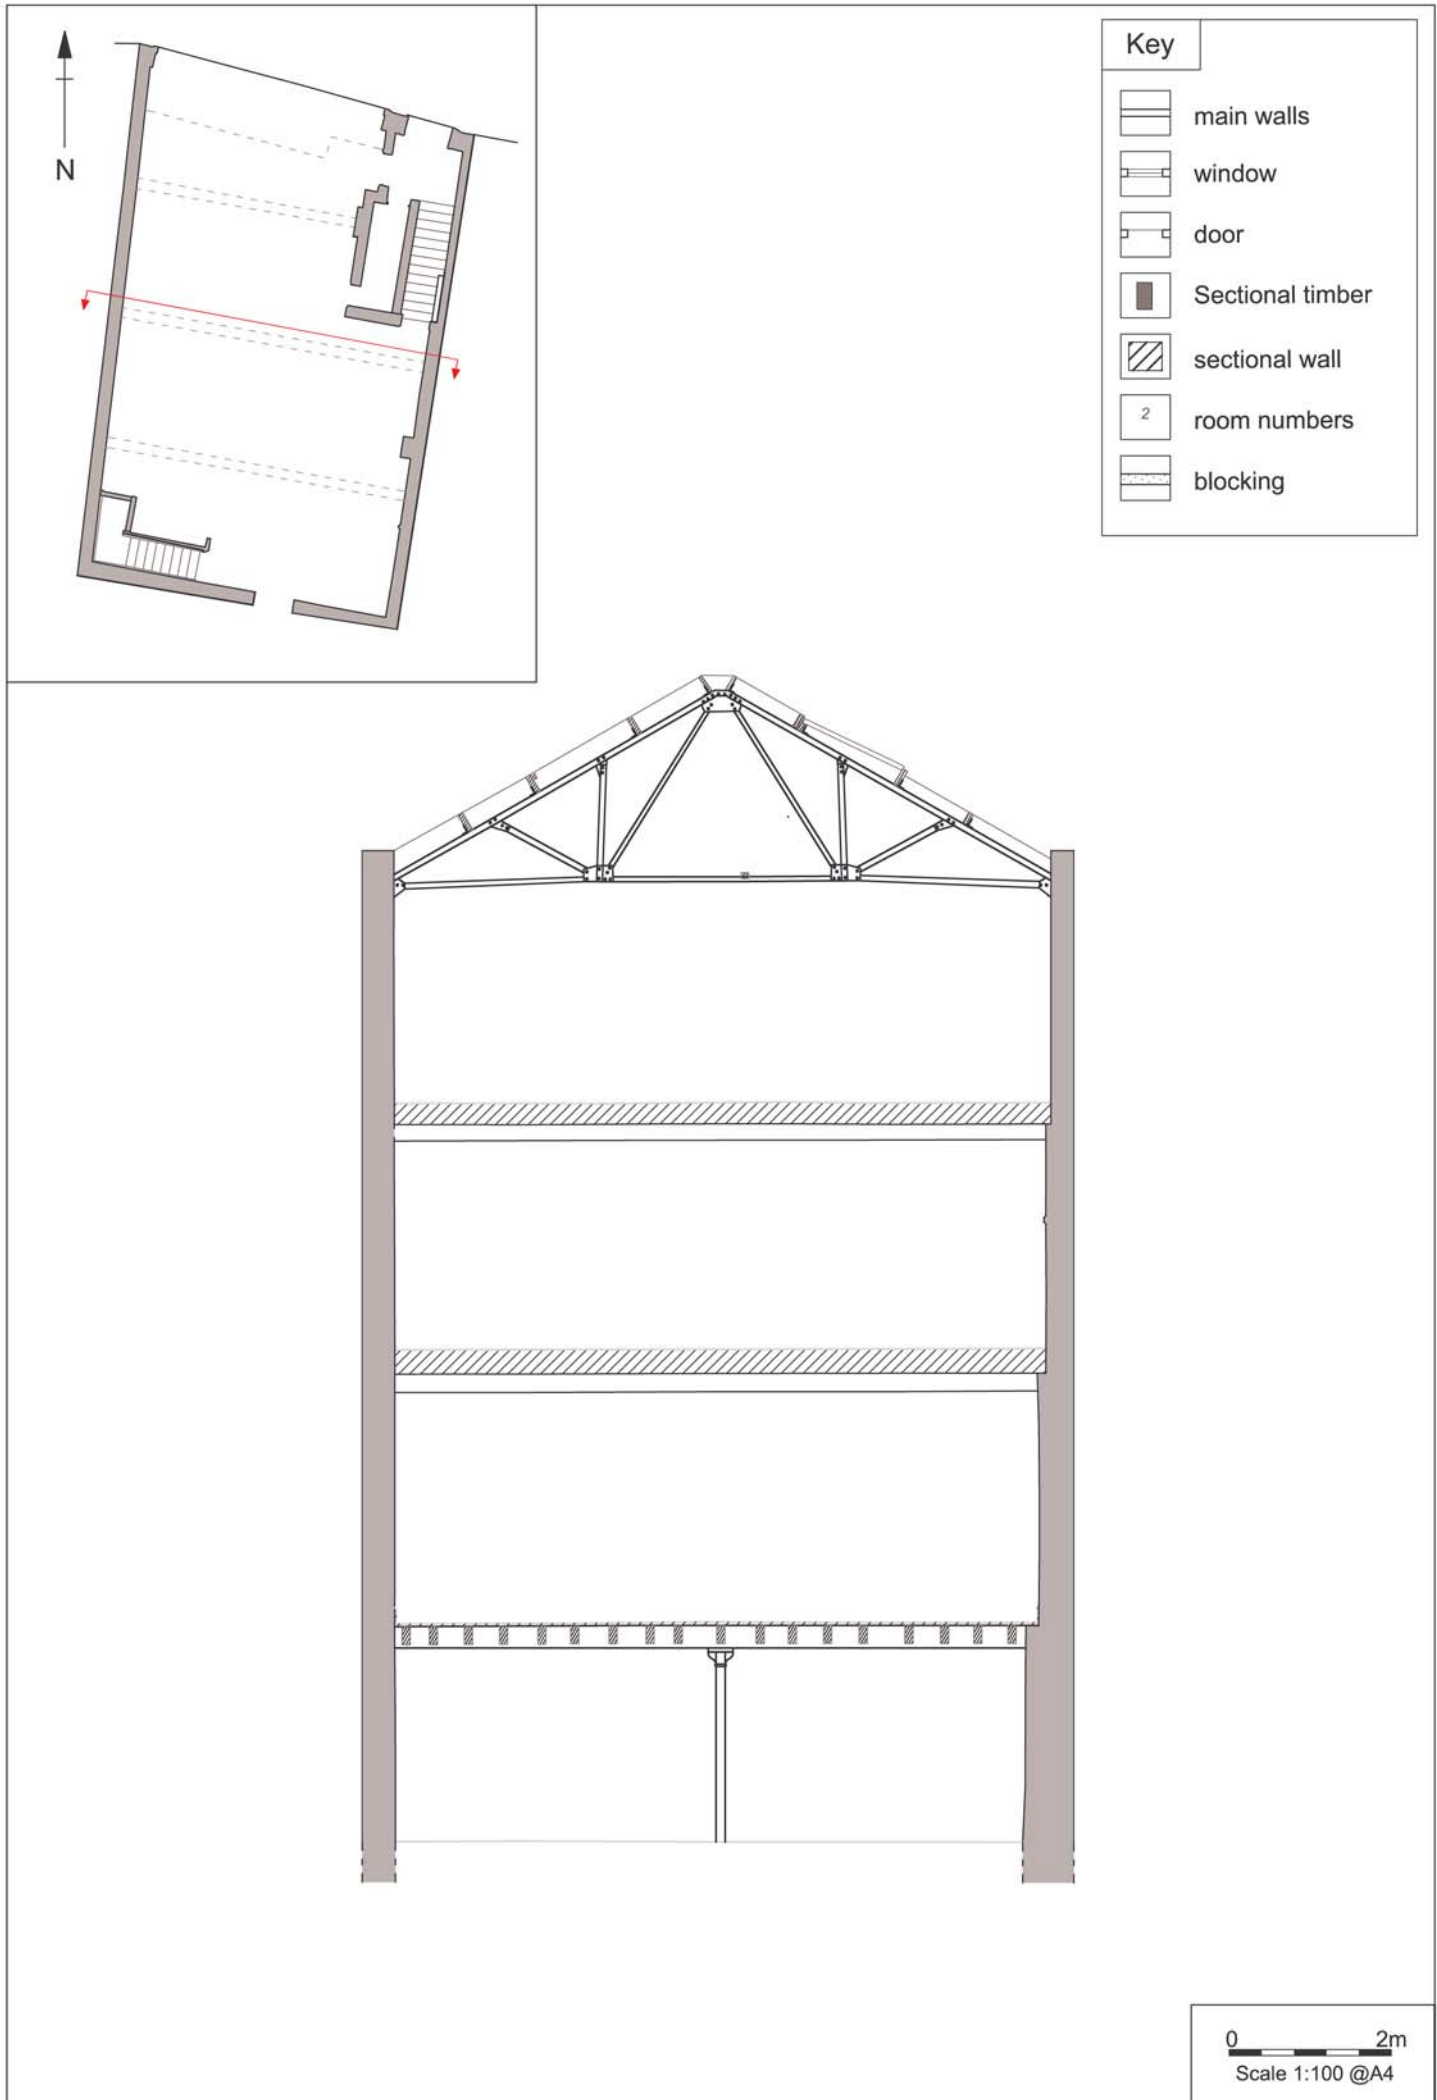 N
Key
main walls
window
door
Sectional timber
sectional wall
2
room numbers
blocking
0 2m
Scale 1:100 @A4